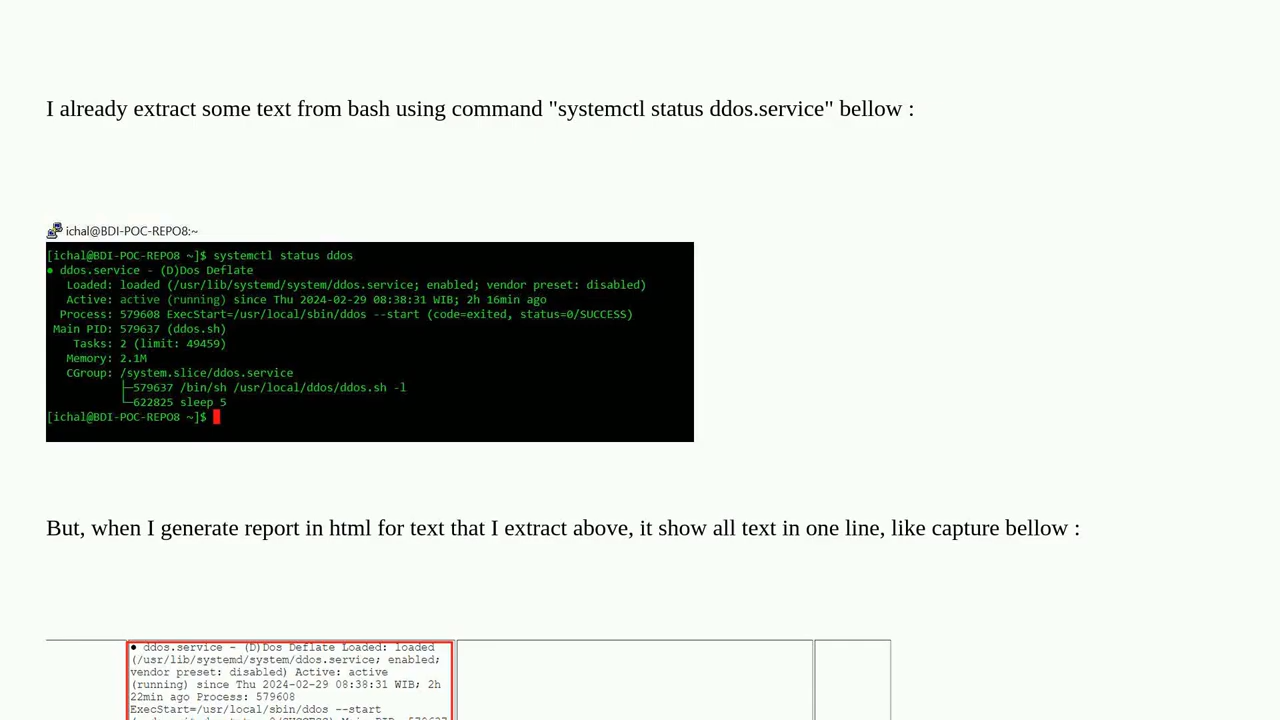 I already extract some text from bash using command "systemctl status ddos.service" bellow :
ichal@BDI-POC-REPO8:~
[ichal@BDI-POC-REPO8 ~]$ systemctl status ddos
● ddos.service - (D)Dos Deflate
Loaded: loaded (/usr/lib/systemd/system/ddos.service; enabled; vendor preset: disabled)
Active: active (running) since Thu 2024-02-29 08:38:31 WIB; 2h 16min ago
Process: 579608 ExecStart=/usr/local/sbin/ddos --start (code=exited, status=0/SUCCESS)
Main PID: 579637 (ddos.sh)
Tasks: 2 (limit: 49459)
Memory: 2.1M
CGroup: /system.slice/ddos.service
├─579637 /bin/sh /usr/local/ddos/ddos.sh -l
└─622825 sleep 5
[ichal@BDI-POC-REPO8 ~]$
But, when I generate report in html for text that I extract above, it show all text in one line, like capture bellow :
● ddos.service - (D)Dos Deflate Loaded: loaded
(/usr/lib/systemd/system/ddos.service; enabled;
vendor preset: disabled) Active: active
(running) since Thu 2024-02-29 08:38:31 WIB; 2h
22min ago Process: 579608
ExecStart=/usr/local/sbin/ddos --start